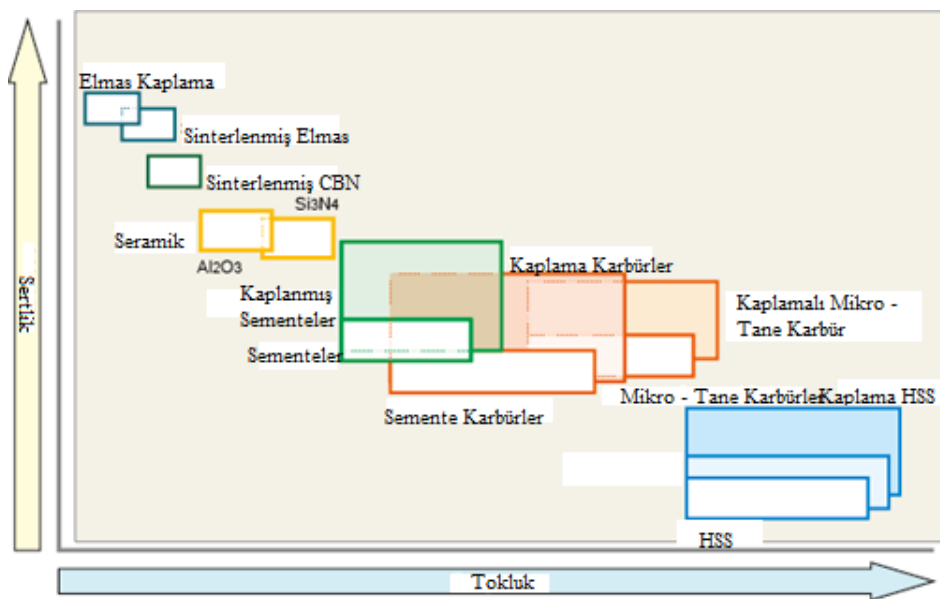 Elmas Kaplama
Sinterlenmiş Elmas
Sinterlenmiş CBN
Si3N4
Seramik
Al2O3
Kaplama Karbürler
Kaplanmış
Sementeler
Sementeler
Kaplamalı Mikro -
Tane Karbür
Semente Karbürler
Mikro - Tane Karbürler
Kaplama HSS
HSS
Sertlik
Tokluk